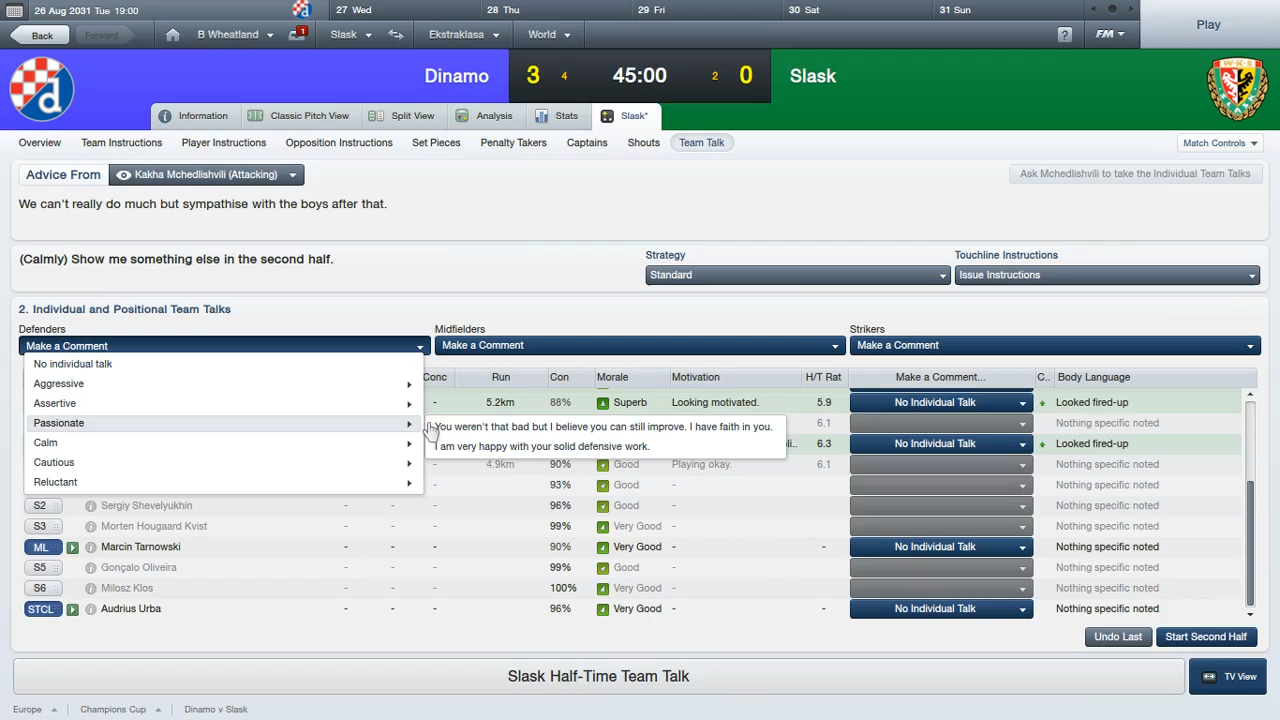 26 Aug 2031 Tue 19:00
27 Wed
28 Thu
29 Fri
30 Sat
31 Sun
Play
Back
Forward
B Wheatland
1
Slask
Ekstraklasa
World
?
FM
Dinamo
3
4
45:00
2
0
Slask
Information
Classic Pitch View
Split View
Analysis
Stats
Slask*
Overview
Team Instructions
Player Instructions
Opposition Instructions
Set Pieces
Penalty Takers
Captains
Shouts
Team Talk
Match Controls
Advice From
Kakha Mchedlishvili (Attacking)
Ask Mchedlishvili to take the Individual Team Talks
We can't really do much but sympathise with the boys after that.
(Calmly) Show me something else in the second half.
Strategy
Standard
Touchline Instructions
Issue Instructions
2. Individual and Positional Team Talks
Defenders
Midfielders
Strikers
Make a Comment
Make a Comment
Make a Comment
No individual talk
Aggressive
Assertive
Passionate
Calm
Cautious
Reluctant
You weren't that bad but I believe you can still improve. I have faith in you.
I am very happy with your solid defensive work.
Conc Run Con Morale Motivation H/T Rat Make a Comment... C.. Body Language
- 5.2km 88% Superb Looking motivated. 5.9 No Individual Talk Looked fired-up
6.1 Nothing specific noted
6.3 No Individual Talk Looked fired-up
4.9km 90% Good Playing okay. 6.1 Nothing specific noted
93% Good - Nothing specific noted
S2 Sergiy Shevelyukhin - - - - 96% Good - Nothing specific noted
S3 Morten Hougaard Kvist - - - - 99% Very Good - Nothing specific noted
ML Marcin Tarnowski - - - - 90% Very Good - - No Individual Talk Nothing specific noted
S5 Gonçalo Oliveira - - - - 99% Good - Nothing specific noted
S6 Milosz Klos - - - - 100% Very Good - Nothing specific noted
STCL Audrius Urba - - - - 96% Very Good - - No Individual Talk Nothing specific noted
Undo Last
Start Second Half
Slask Half-Time Team Talk
TV View
Europe
Champions Cup
Dinamo v Slask